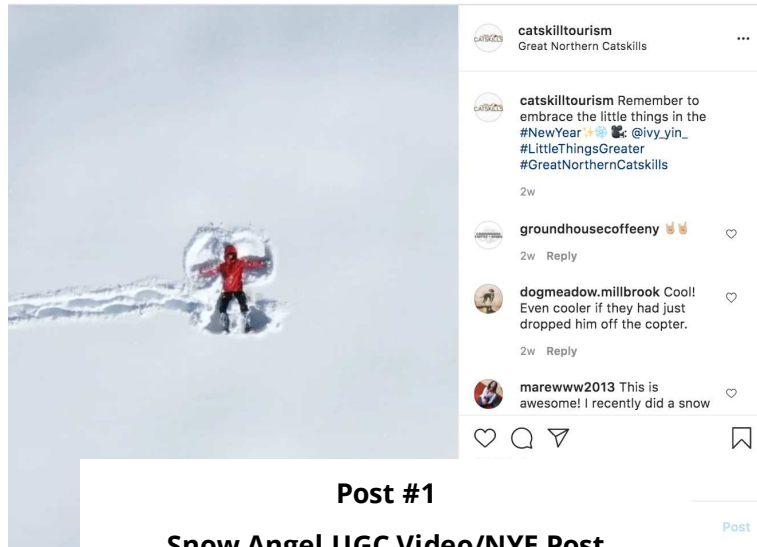 catskilltourism
Great Northern Catskills
catskilltourism Remember to
embrace the little things in the
#NewYear✨❄️ 🎥: @ivy_yin_
#LittleThingsGreater
#GreatNorthernCatskills
2w
groundhousecoffeeny 🤘🏼🤘🏼
2w Reply
dogmeadow.millbrook Cool!
Even cooler if they had just
dropped him off the copter.
2w Reply
marewww2013 This is
awesome! I recently did a snow
Post
Post #1
Snow Angel UGC Video/NYE Post